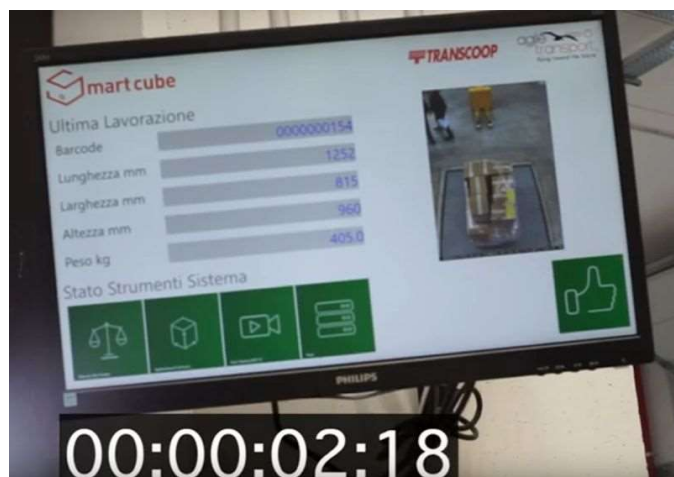 Smart cube
TRANSCOOP
agile transport
Ultima Lavorazione
Barcode 0000000154
Lunghezza mm 1252
Larghezza mm 815
Altezza mm 960
Peso kg 405.0
Stato Strumenti Sistema
PHILIPS
00:00:02:18